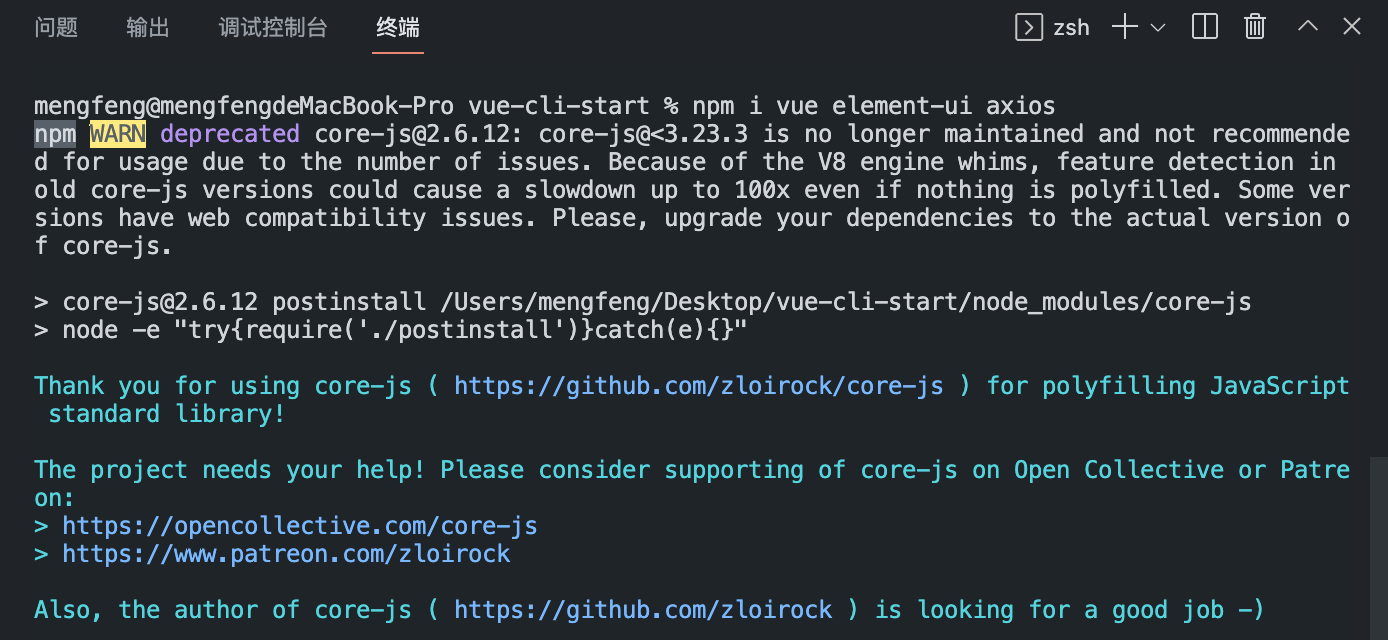 问题 输出 调试控制台 终端 zsh
mengfeng@mengfengdeMacBook-Pro vue-cli-start % npm i vue element-ui axios
npm WARN deprecated core-js@2.6.12: core-js@<3.23.3 is no longer maintained and not recommende
d for usage due to the number of issues. Because of the V8 engine whims, feature detection in
old core-js versions could cause a slowdown up to 100x even if nothing is polyfilled. Some ver
sions have web compatibility issues. Please, upgrade your dependencies to the actual version o
f core-js.
> core-js@2.6.12 postinstall /Users/mengfeng/Desktop/vue-cli-start/node_modules/core-js
> node -e "try{require('./postinstall')}catch(e){}"
Thank you for using core-js ( https://github.com/zloirock/core-js ) for polyfilling JavaScript
standard library!
The project needs your help! Please consider supporting of core-js on Open Collective or Patre
on:
> https://opencollective.com/core-js
> https://www.patreon.com/zloirock
Also, the author of core-js ( https://github.com/zloirock ) is looking for a good job -)